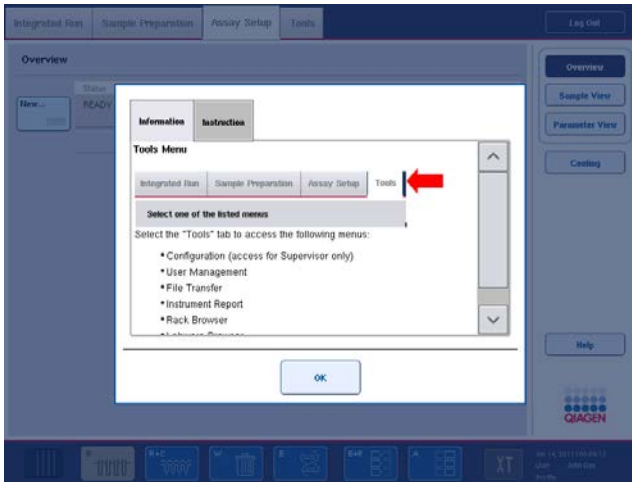 Integrated Run Sample Preparation Assay Setup Tools
Log Out
Overview
Overview
New...
Status
READY
Sample View
Parameter View
Cooling
Information Instruction
Tools Menu
Integrated Run Sample Preparation Assay Setup Tools
Select one of the listed menus
Select the "Tools" tab to access the following menus:
• Configuration (access for Supervisor only)
• User Management
• File Transfer
• Instrument Report
• Rack Browser
OK
Help
QIAGEN
S R+C W E E+R A XT